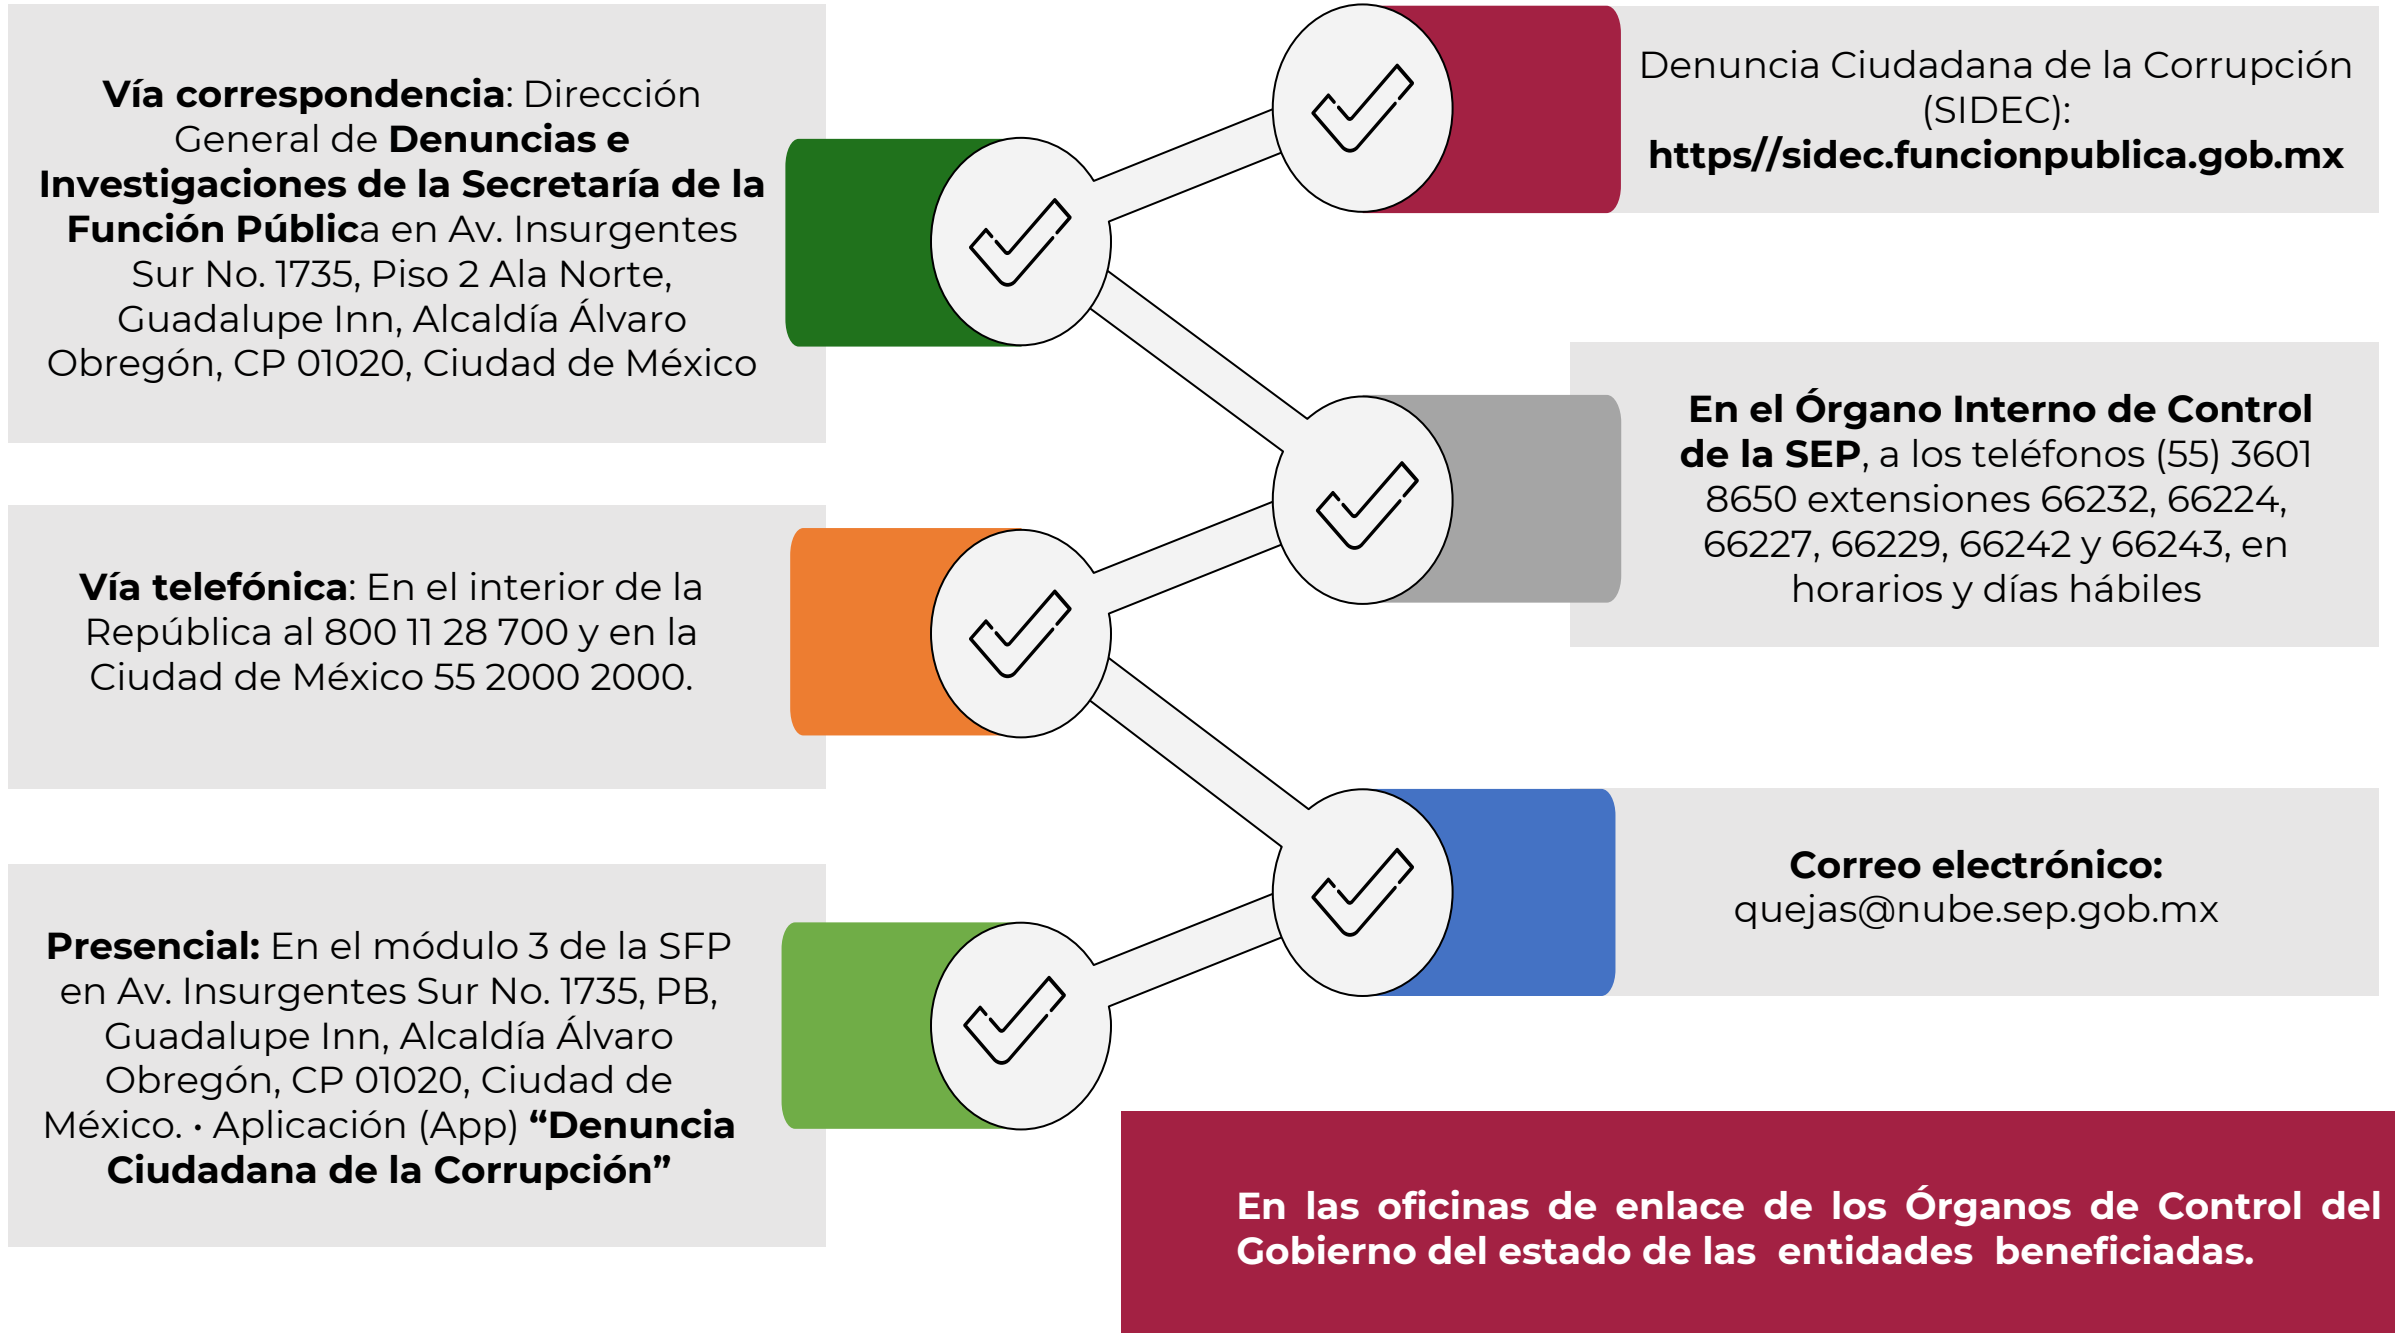 Vía correspondencia: Dirección
General de Denuncias e
Investigaciones de la Secretaría de la
Función Pública en Av. Insurgentes
Sur No. 1735, Piso 2 Ala Norte,
Guadalupe Inn, Alcaldía Álvaro
Obregón, CP 01020, Ciudad de México
Denuncia Ciudadana de la Corrupción
(SIDEC):
https//sidec.funcionpublica.gob.mx
En el Órgano Interno de Control
de la SEP, a los teléfonos (55) 3601
8650 extensiones 66232, 66224,
66227, 66229, 66242 y 66243, en
horarios y días hábiles
Vía telefónica: En el interior de la
República al 800 11 28 700 y en la
Ciudad de México 55 2000 2000.
Correo electrónico:
quejas@nube.sep.gob.mx
Presencial: En el módulo 3 de la SFP
en Av. Insurgentes Sur No. 1735, PB,
Guadalupe Inn, Alcaldía Álvaro
Obregón, CP 01020, Ciudad de
México. • Aplicación (App) “Denuncia
Ciudadana de la Corrupción”
En las oficinas de enlace de los Órganos de Control del
Gobierno del estado de las entidades beneficiadas.